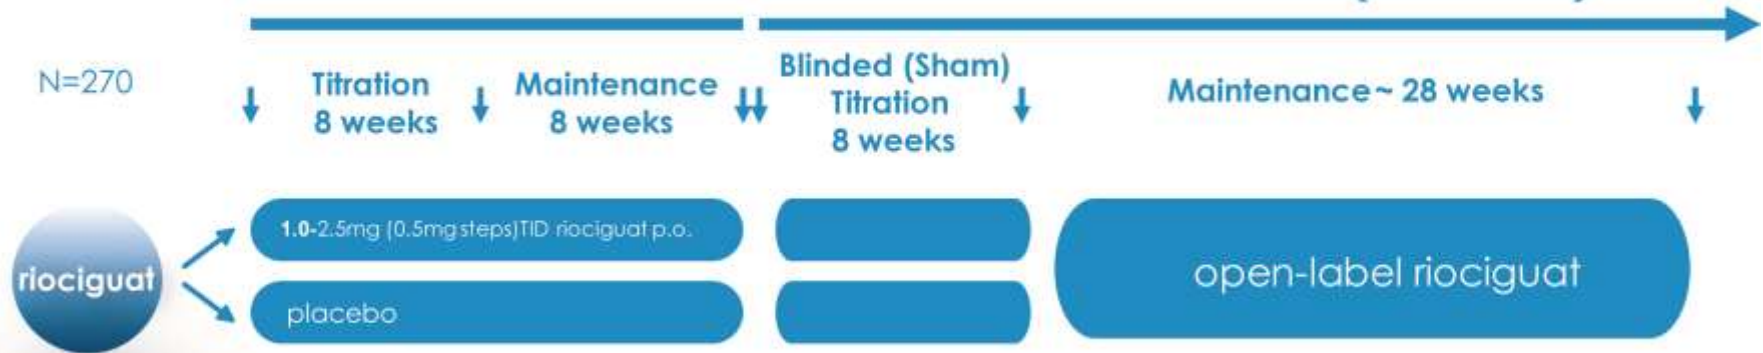 N=270
Titration
8 weeks
Maintenance
8 weeks
Blinded (Sham)
Titration
8 weeks
Maintenance~ 28 weeks
riociguat
1.0-2.5mg (0.5mg steps)TID riociguat p.o.
placebo
open-label riociguat